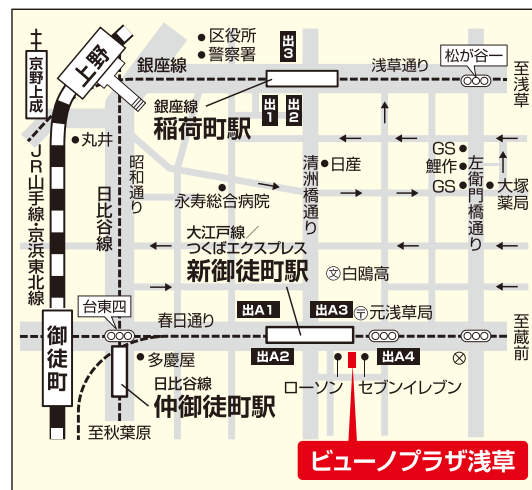 区役所
警察署
出3
松が谷一
京成上野
上野
銀座線
浅草通り
至浅草
銀座線
稲荷町駅
出1
出2
丸井
JR山手線・京浜東北線
日比谷線
昭和通り
永寿総合病院
清洲橋通り
日産
GS
鯉作
GS
左衛門橋通り
大塚薬局
大江戸線／
つくばエクスプレス
新御徒町駅
文白鴎高
台東四
春日通り
出A1
出A3
〒元浅草局
至蔵前
御徒町
多慶屋
出A2
出A4
ローソン
セブンイレブン
日比谷線
仲御徒町駅
至秋葉原
ビューノプラザ浅草